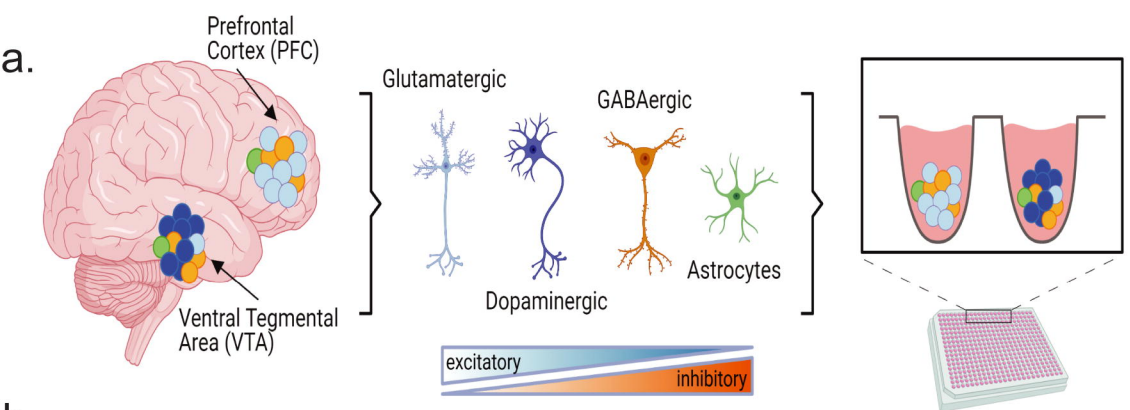 a.
Prefrontal
Cortex (PFC)
Glutamatergic
GABAergic
Astrocytes
Dopaminergic
Ventral Tegmental
Area (VTA)
excitatory
inhibitory